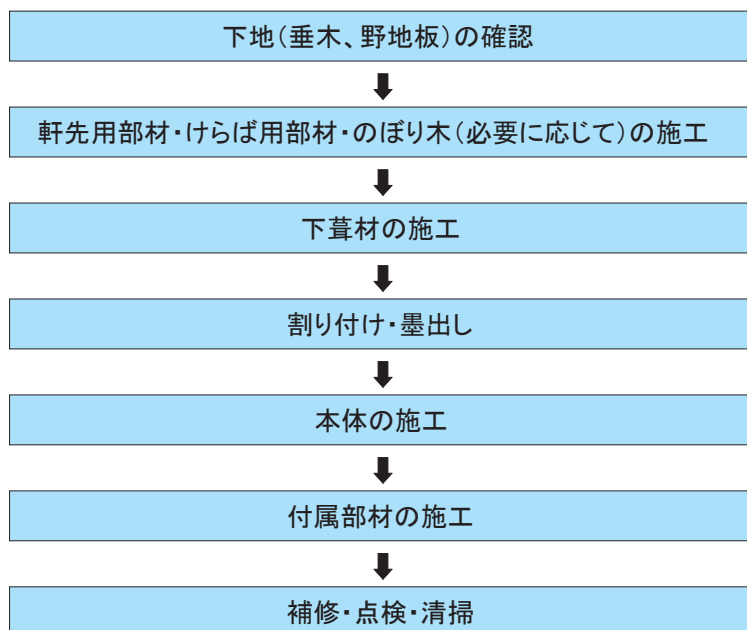 下地（垂木、野地板）の確認
軒先用部材・けらば用部材・のぼり木（必要に応じて）の施工
下葺材の施工
割り付け・墨出し
本体の施工
付属部材の施工
補修・点検・清掃